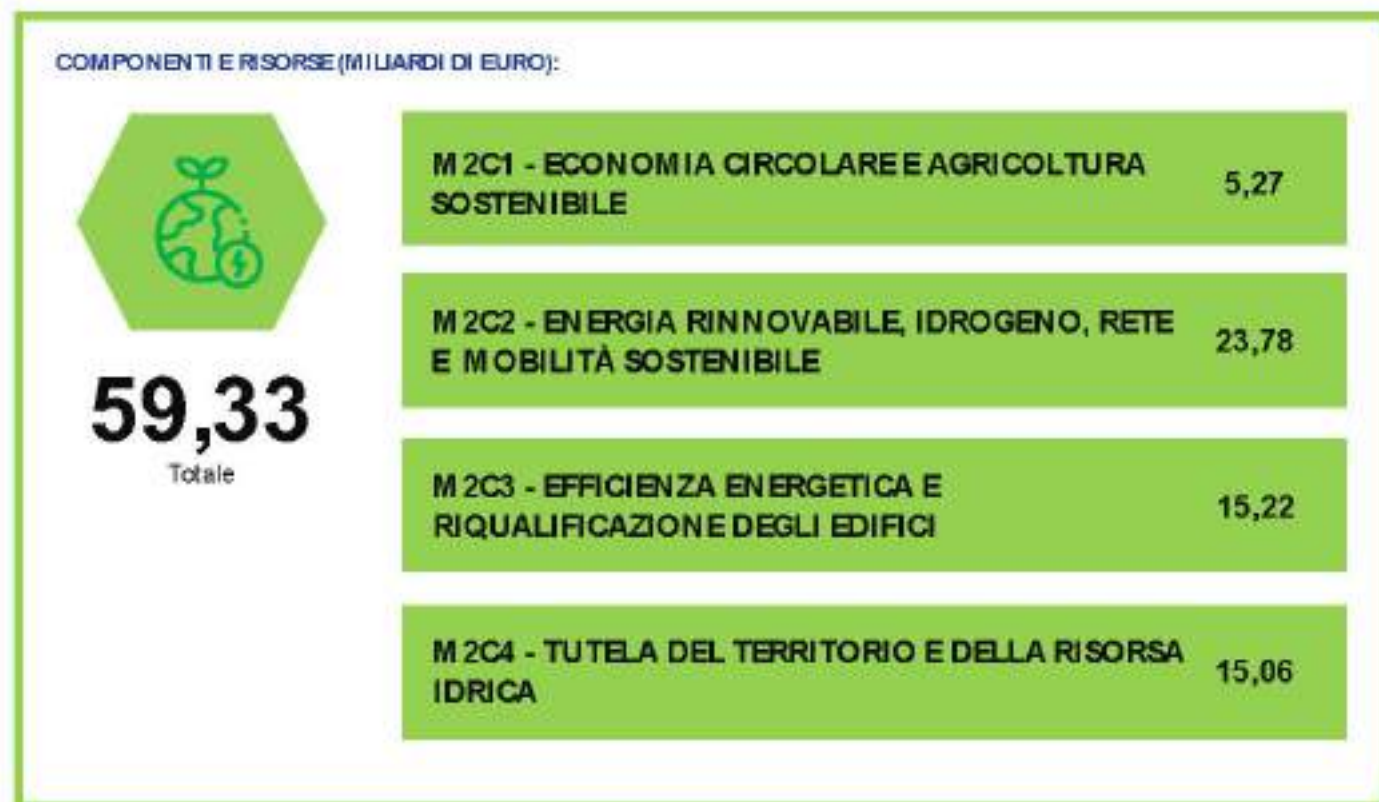 COMPONENTI E RISORSE (MILIARDI DI EURO):
59,33
Totale
M2C1 - ECONOMIA CIRCOLARE E AGRICOLTURA
SOSTENIBILE
5,27
M2C2 - ENERGIA RINNOVABILE, IDROGENO, RETE
E MOBILITÀ SOSTENIBILE
23,78
M2C3 - EFFICIENZA ENERGETICA E
RIQUALIFICAZIONE DEGLI EDIFICI
15,22
M2C4 - TUTELA DEL TERRITORIO E DELLA RISORSA
IDRICA
15,06